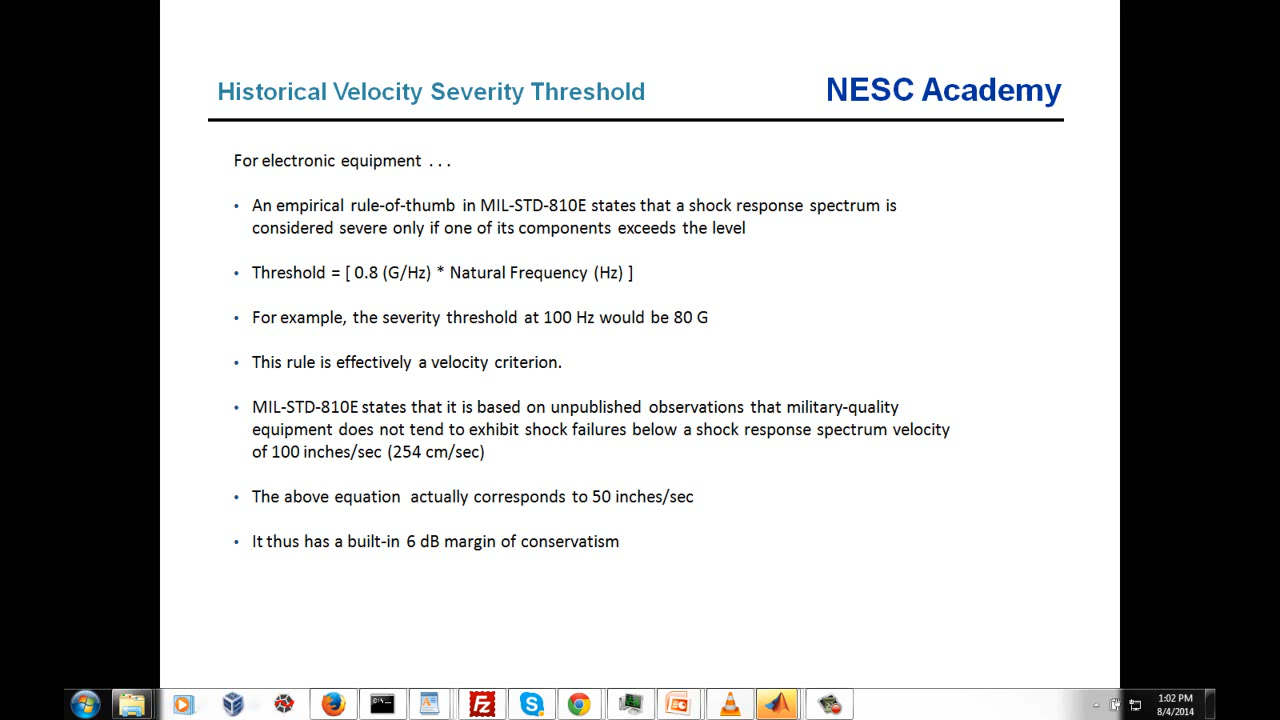 Historical Velocity Severity Threshold
NESC Academy
For electronic equipment . . .
• An empirical rule-of-thumb in MIL-STD-810E states that a shock response spectrum is
considered severe only if one of its components exceeds the level
• Threshold = [ 0.8 (G/Hz) * Natural Frequency (Hz) ]
• For example, the severity threshold at 100 Hz would be 80 G
• This rule is effectively a velocity criterion.
• MIL-STD-810E states that it is based on unpublished observations that military-quality
equipment does not tend to exhibit shock failures below a shock response spectrum velocity
of 100 inches/sec (254 cm/sec)
• The above equation actually corresponds to 50 inches/sec
• It thus has a built-in 6 dB margin of conservatism
1:02 PM
8/4/2014